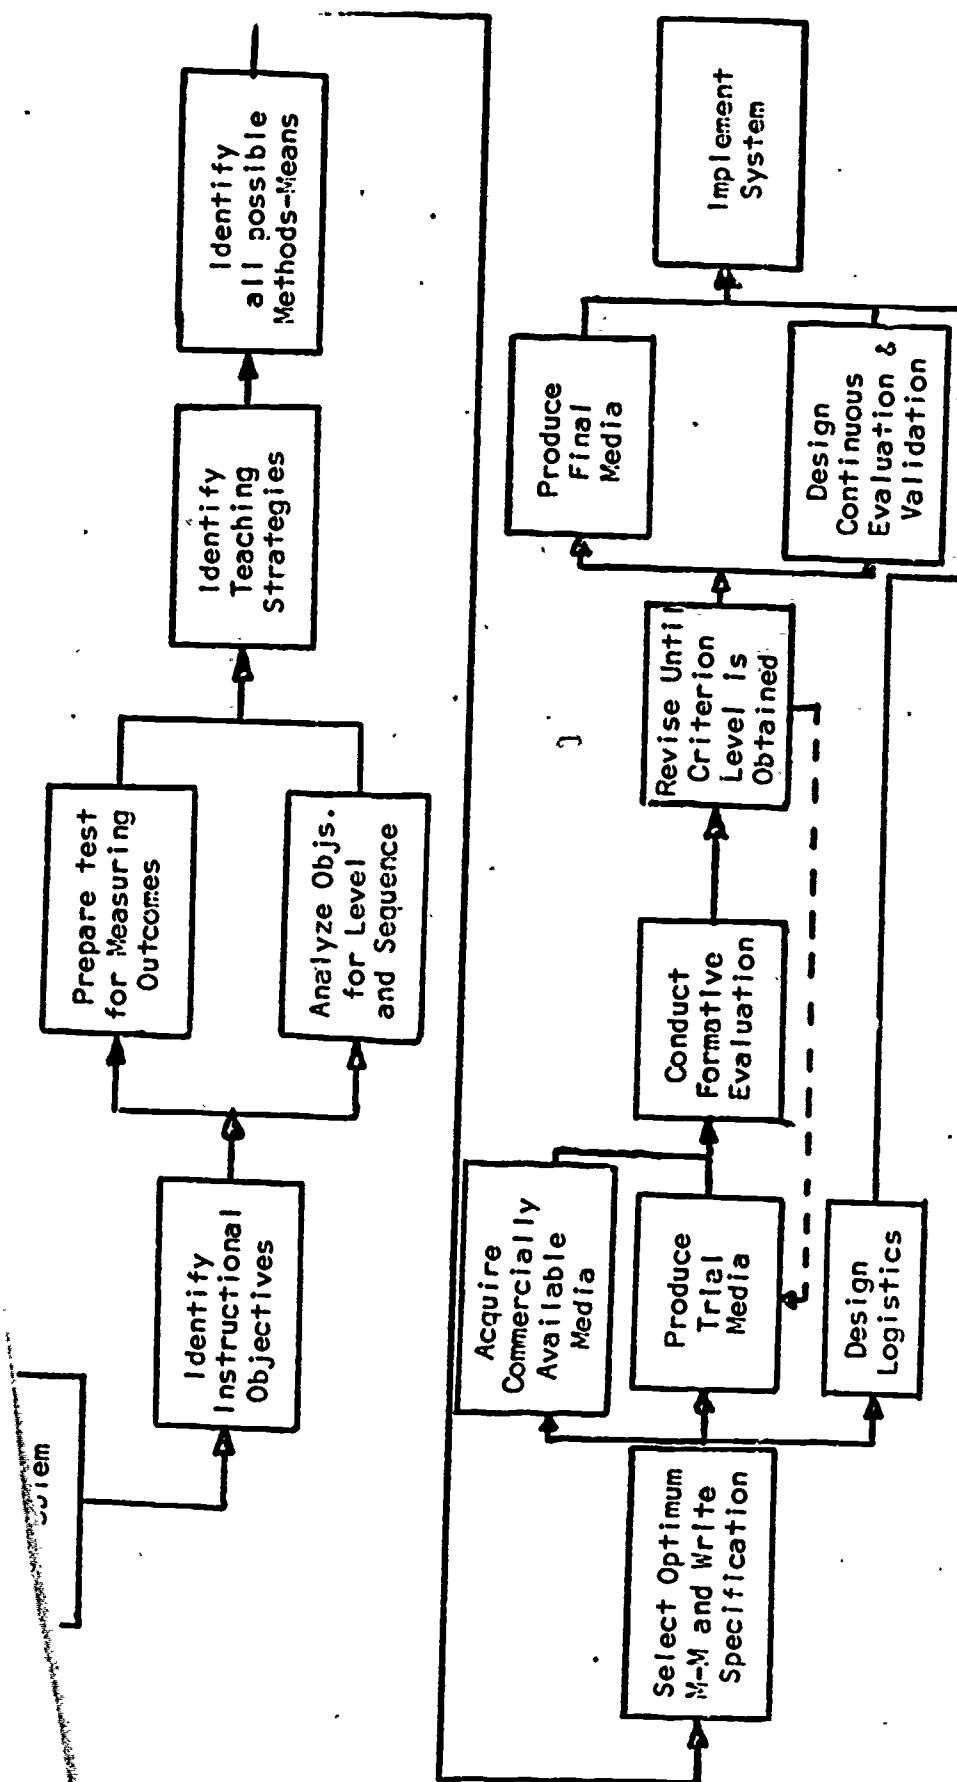 Identify
Instructional
Objectives
Prepare test
for Measuring
Outcomes
Analyze Objs.
for Level
and Sequence
Identify
Teaching
Strategies
Identify
all possible
Methods-Means
Select Optimum
M-M and Write
Specification
Acquire
Commercially
Available
Media
Produce
Trial
Media
Design
Logistics
Conduct
Formative
Evaluation
Revise Until
Criterion
Level is
Obtained
Produce
Final
Media
Design
Continuous
Evaluation &
Validation
Implement
System